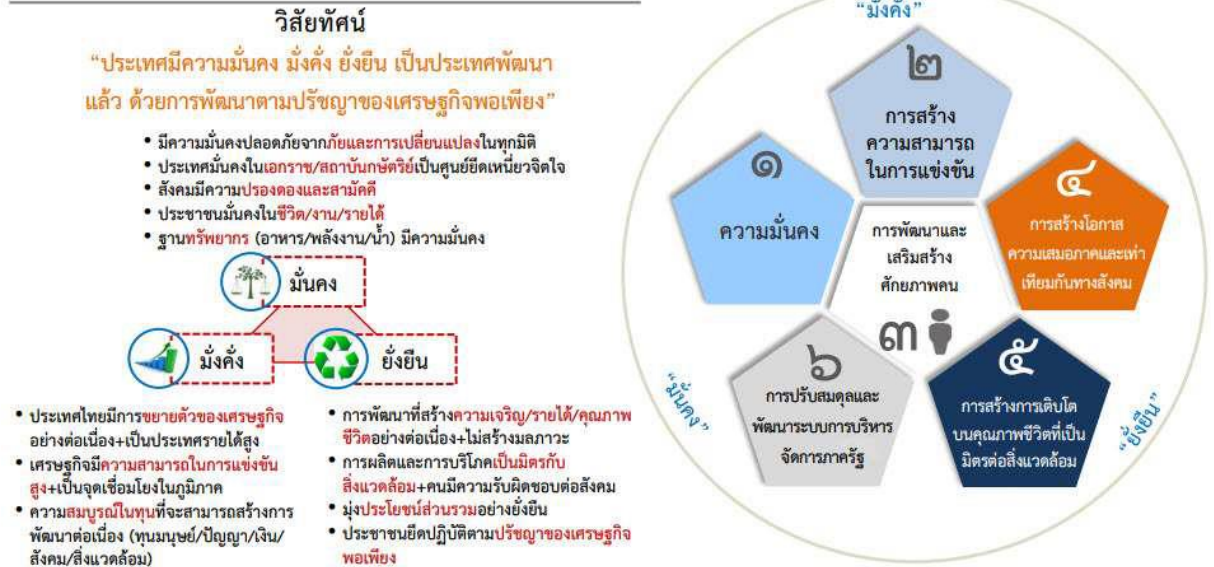 วิสัยทัศน์
“ประเทศมีความมั่นคง มั่งคั่ง ยั่งยืน เป็นประเทศพัฒนา
แล้ว ด้วยการพัฒนาตามปรัชญาของเศรษฐกิจพอเพียง”
• มีความมั่นคงปลอดภัยจากภัยและการเปลี่ยนแปลงในทุกมิติ
• ประเทศมั่นคงในเอกราช/สถาบันกษัตริย์เป็นศูนย์ยึดเหนี่ยวจิตใจ
• สังคมมีความปรองดองและสามัคคี
• ประชาชนมั่นคงในชีวิต/งาน/รายได้
• ฐานทรัพยากร (อาหาร/พลังงาน/น้ำ) มีความมั่นคง
มั่นคง
มั่งคั่ง
ยั่งยืน
• ประเทศไทยมีการขยายตัวของเศรษฐกิจ
อย่างต่อเนื่อง+เป็นประเทศรายได้สูง
• เศรษฐกิจมีความสามารถในการแข่งขัน
สูง+เป็นจุดเชื่อมโยงในภูมิภาค
• ความสมบูรณ์ในทุนที่จะสามารถสร้างการ
พัฒนาต่อเนื่อง (ทุนมนุษย์/ปัญญา/เงิน/
สังคม/สิ่งแวดล้อม)
• การพัฒนาที่สร้างความเจริญ/รายได้/คุณภาพ
ชีวิตอย่างต่อเนื่อง+ไม่สร้างมลภาวะ
• การผลิตและการบริโภคเป็นมิตรกับ
สิ่งแวดล้อม+คนมีความรับผิดชอบต่อสังคม
• มุ่งประโยชน์ส่วนรวมอย่างยั่งยืน
• ประชาชนยึดปฏิบัติตามปรัชญาของเศรษฐกิจ
พอเพียง
“มั่งคั่ง”
๒
การสร้าง
ความสามารถ
ในการแข่งขัน
๑
ความมั่นคง
๔
การสร้างโอกาส
ความเสมอภาคและเท่า
เทียมกันทางสังคม
การพัฒนาและ
เสริมสร้าง
ศักยภาพคน
๓
๖
การปรับสมดุลและ
พัฒนาระบบการบริหาร
จัดการภาครัฐ
๕
การสร้างการเติบโต
บนคุณภาพชีวิตที่เป็น
มิตรต่อสิ่งแวดล้อม
“มั่นคง”
“ยั่งยืน”